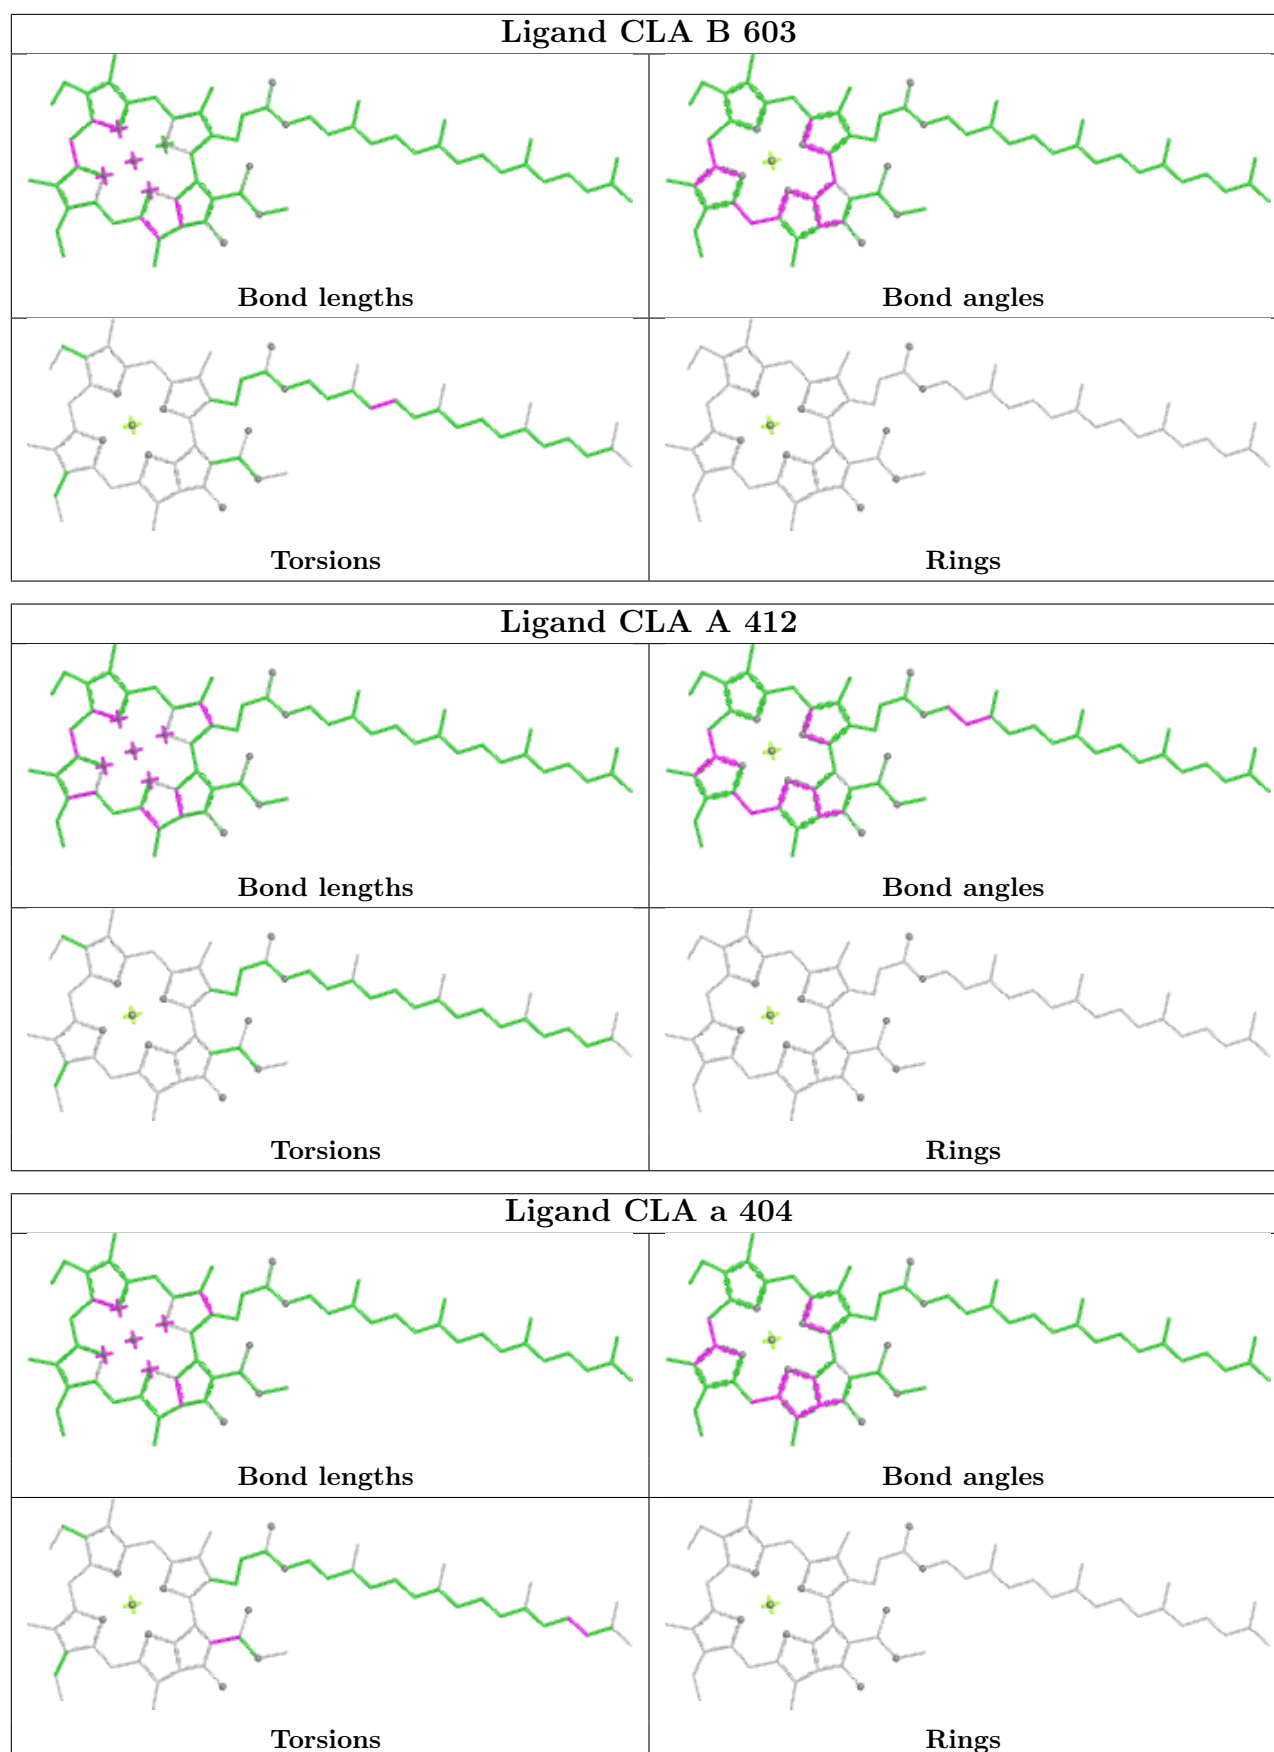 Ligand CLA B 603
Bond lengths
Bond angles
Torsions
Rings
Ligand CLA A 412
Bond lengths
Bond angles
Torsions
Rings
Ligand CLA a 404
Bond lengths
Bond angles
Torsions
Rings